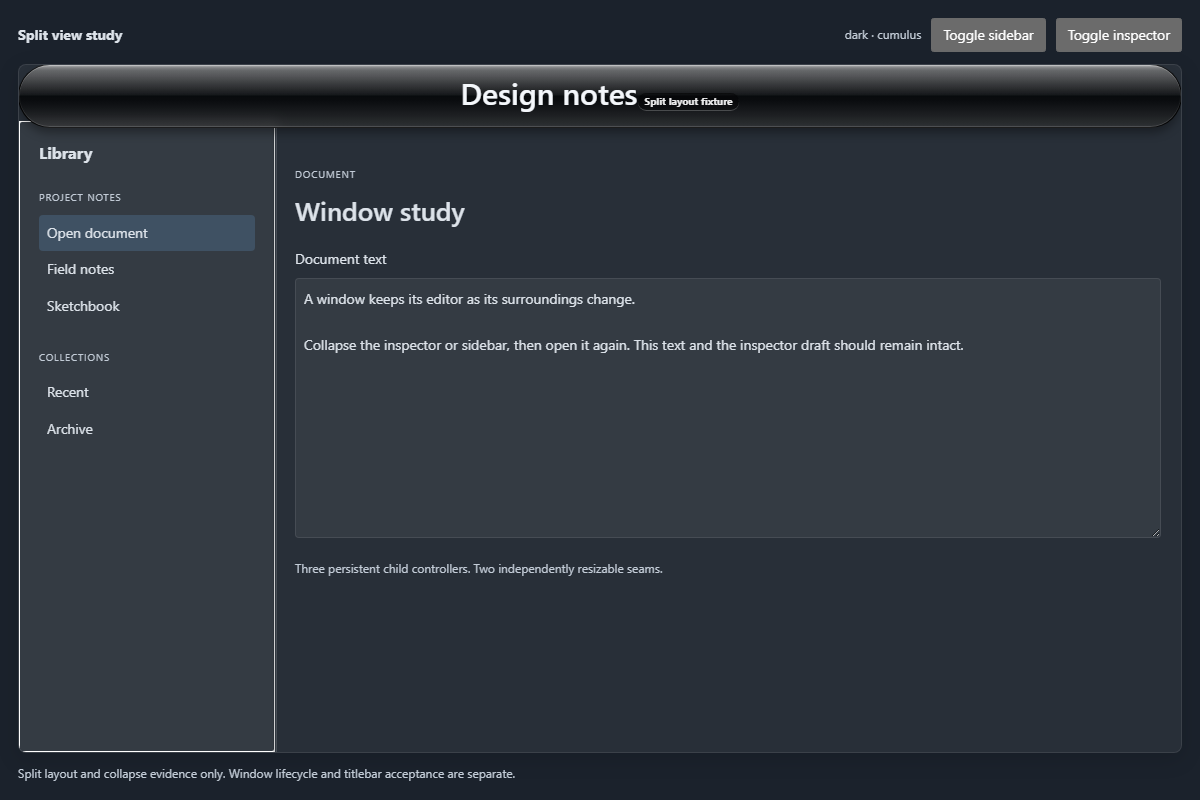 Split view study
dark · cumulus
Toggle sidebar
Toggle inspector
Design notes
Split layout fixture
Library
PROJECT NOTES
Open document
Field notes
Sketchbook
COLLECTIONS
Recent
Archive
DOCUMENT
Window study
Document text
A window keeps its editor as its surroundings change.
Collapse the inspector or sidebar, then open it again. This text and the inspector draft should remain intact.
Three persistent child controllers. Two independently resizable seams.
Split layout and collapse evidence only. Window lifecycle and titlebar acceptance are separate.